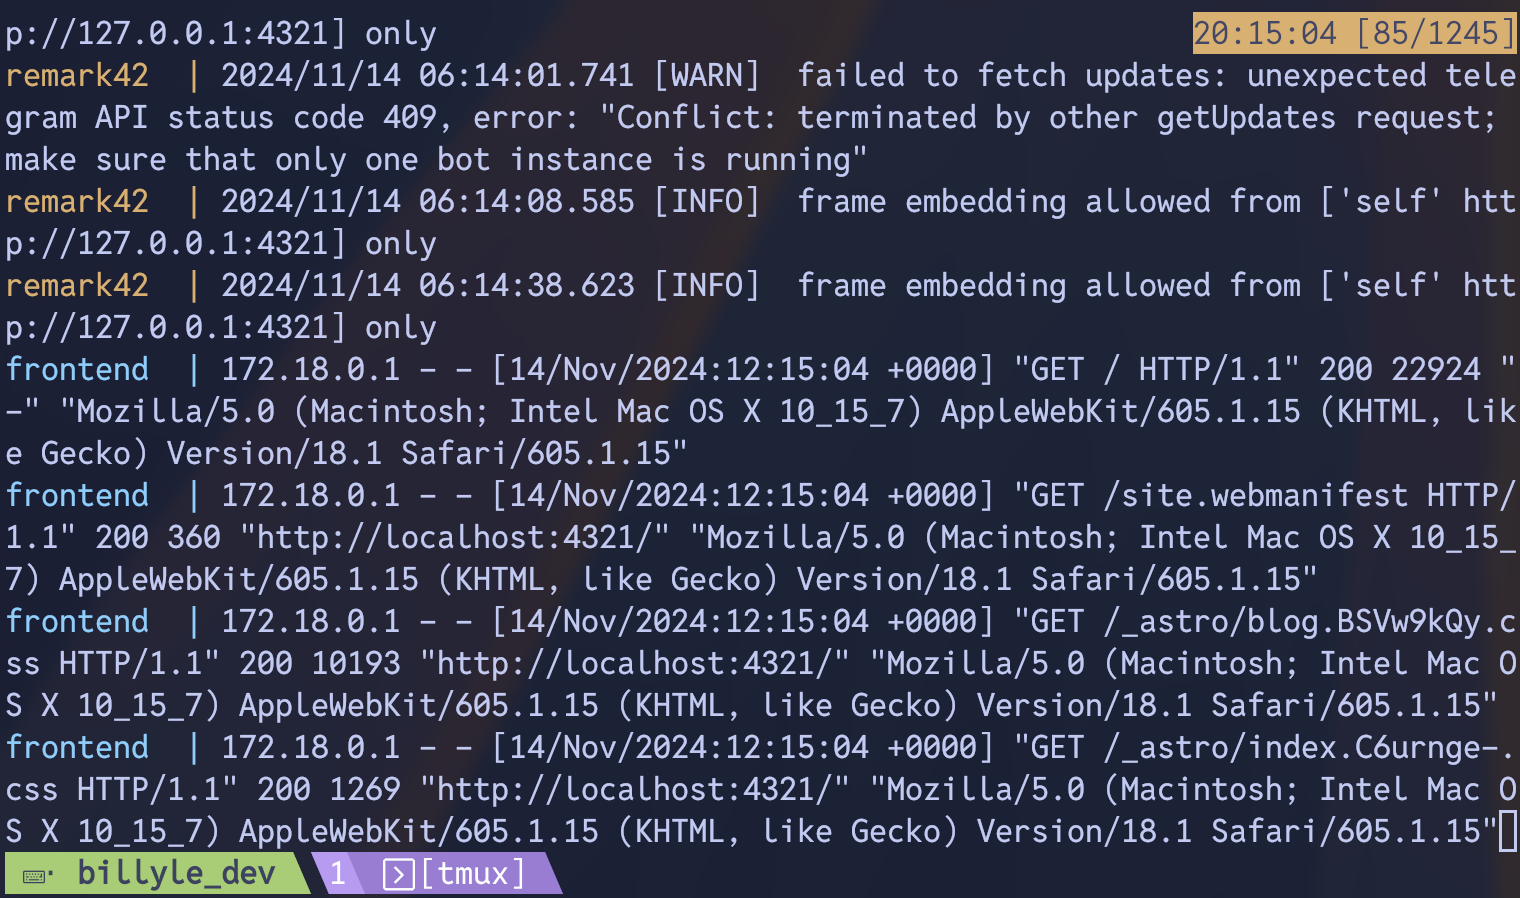 p://127.0.0.1:4321] only 20:15:04 [85/1245]
remark42  | 2024/11/14 06:14:01.741 [WARN]  failed to fetch updates: unexpected tele
gram API status code 409, error: "Conflict: terminated by other getUpdates request;
make sure that only one bot instance is running"
remark42  | 2024/11/14 06:14:08.585 [INFO]  frame embedding allowed from ['self' htt
p://127.0.0.1:4321] only
remark42  | 2024/11/14 06:14:38.623 [INFO]  frame embedding allowed from ['self' htt
p://127.0.0.1:4321] only
frontend  | 172.18.0.1 - - [14/Nov/2024:12:15:04 +0000] "GET / HTTP/1.1" 200 22924 "
-" "Mozilla/5.0 (Macintosh; Intel Mac OS X 10_15_7) AppleWebKit/605.1.15 (KHTML, lik
e Gecko) Version/18.1 Safari/605.1.15"
frontend  | 172.18.0.1 - - [14/Nov/2024:12:15:04 +0000] "GET /site.webmanifest HTTP/
1.1" 200 360 "http://localhost:4321/" "Mozilla/5.0 (Macintosh; Intel Mac OS X 10_15_
7) AppleWebKit/605.1.15 (KHTML, like Gecko) Version/18.1 Safari/605.1.15"
frontend  | 172.18.0.1 - - [14/Nov/2024:12:15:04 +0000] "GET /_astro/blog.BSVw9kQy.c
ss HTTP/1.1" 200 10193 "http://localhost:4321/" "Mozilla/5.0 (Macintosh; Intel Mac O
S X 10_15_7) AppleWebKit/605.1.15 (KHTML, like Gecko) Version/18.1 Safari/605.1.15"
frontend  | 172.18.0.1 - - [14/Nov/2024:12:15:04 +0000] "GET /_astro/index.C6urnge-.
css HTTP/1.1" 200 1269 "http://localhost:4321/" "Mozilla/5.0 (Macintosh; Intel Mac O
S X 10_15_7) AppleWebKit/605.1.15 (KHTML, like Gecko) Version/18.1 Safari/605.1.15"
billyle_dev 1 [tmux]